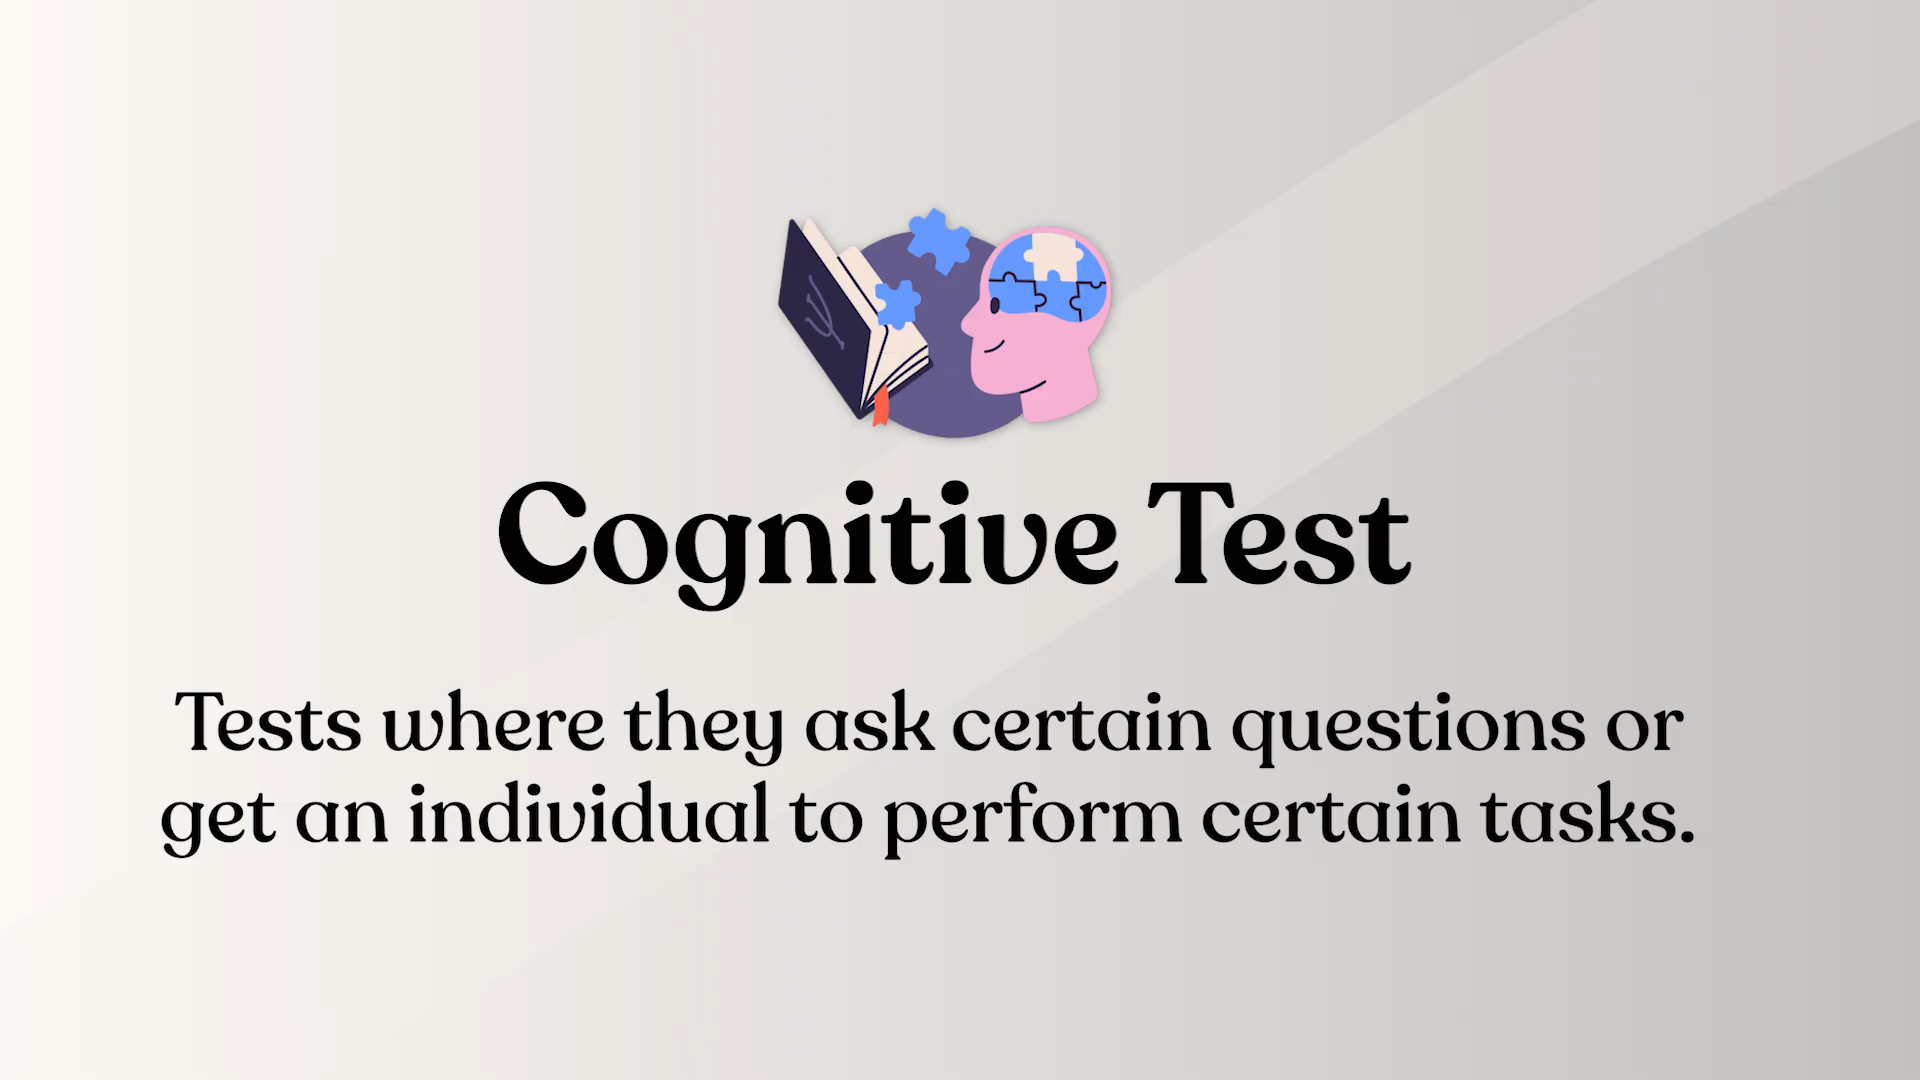 Cognitive Test
Tests where they ask certain questions or
get an individual to perform certain tasks.